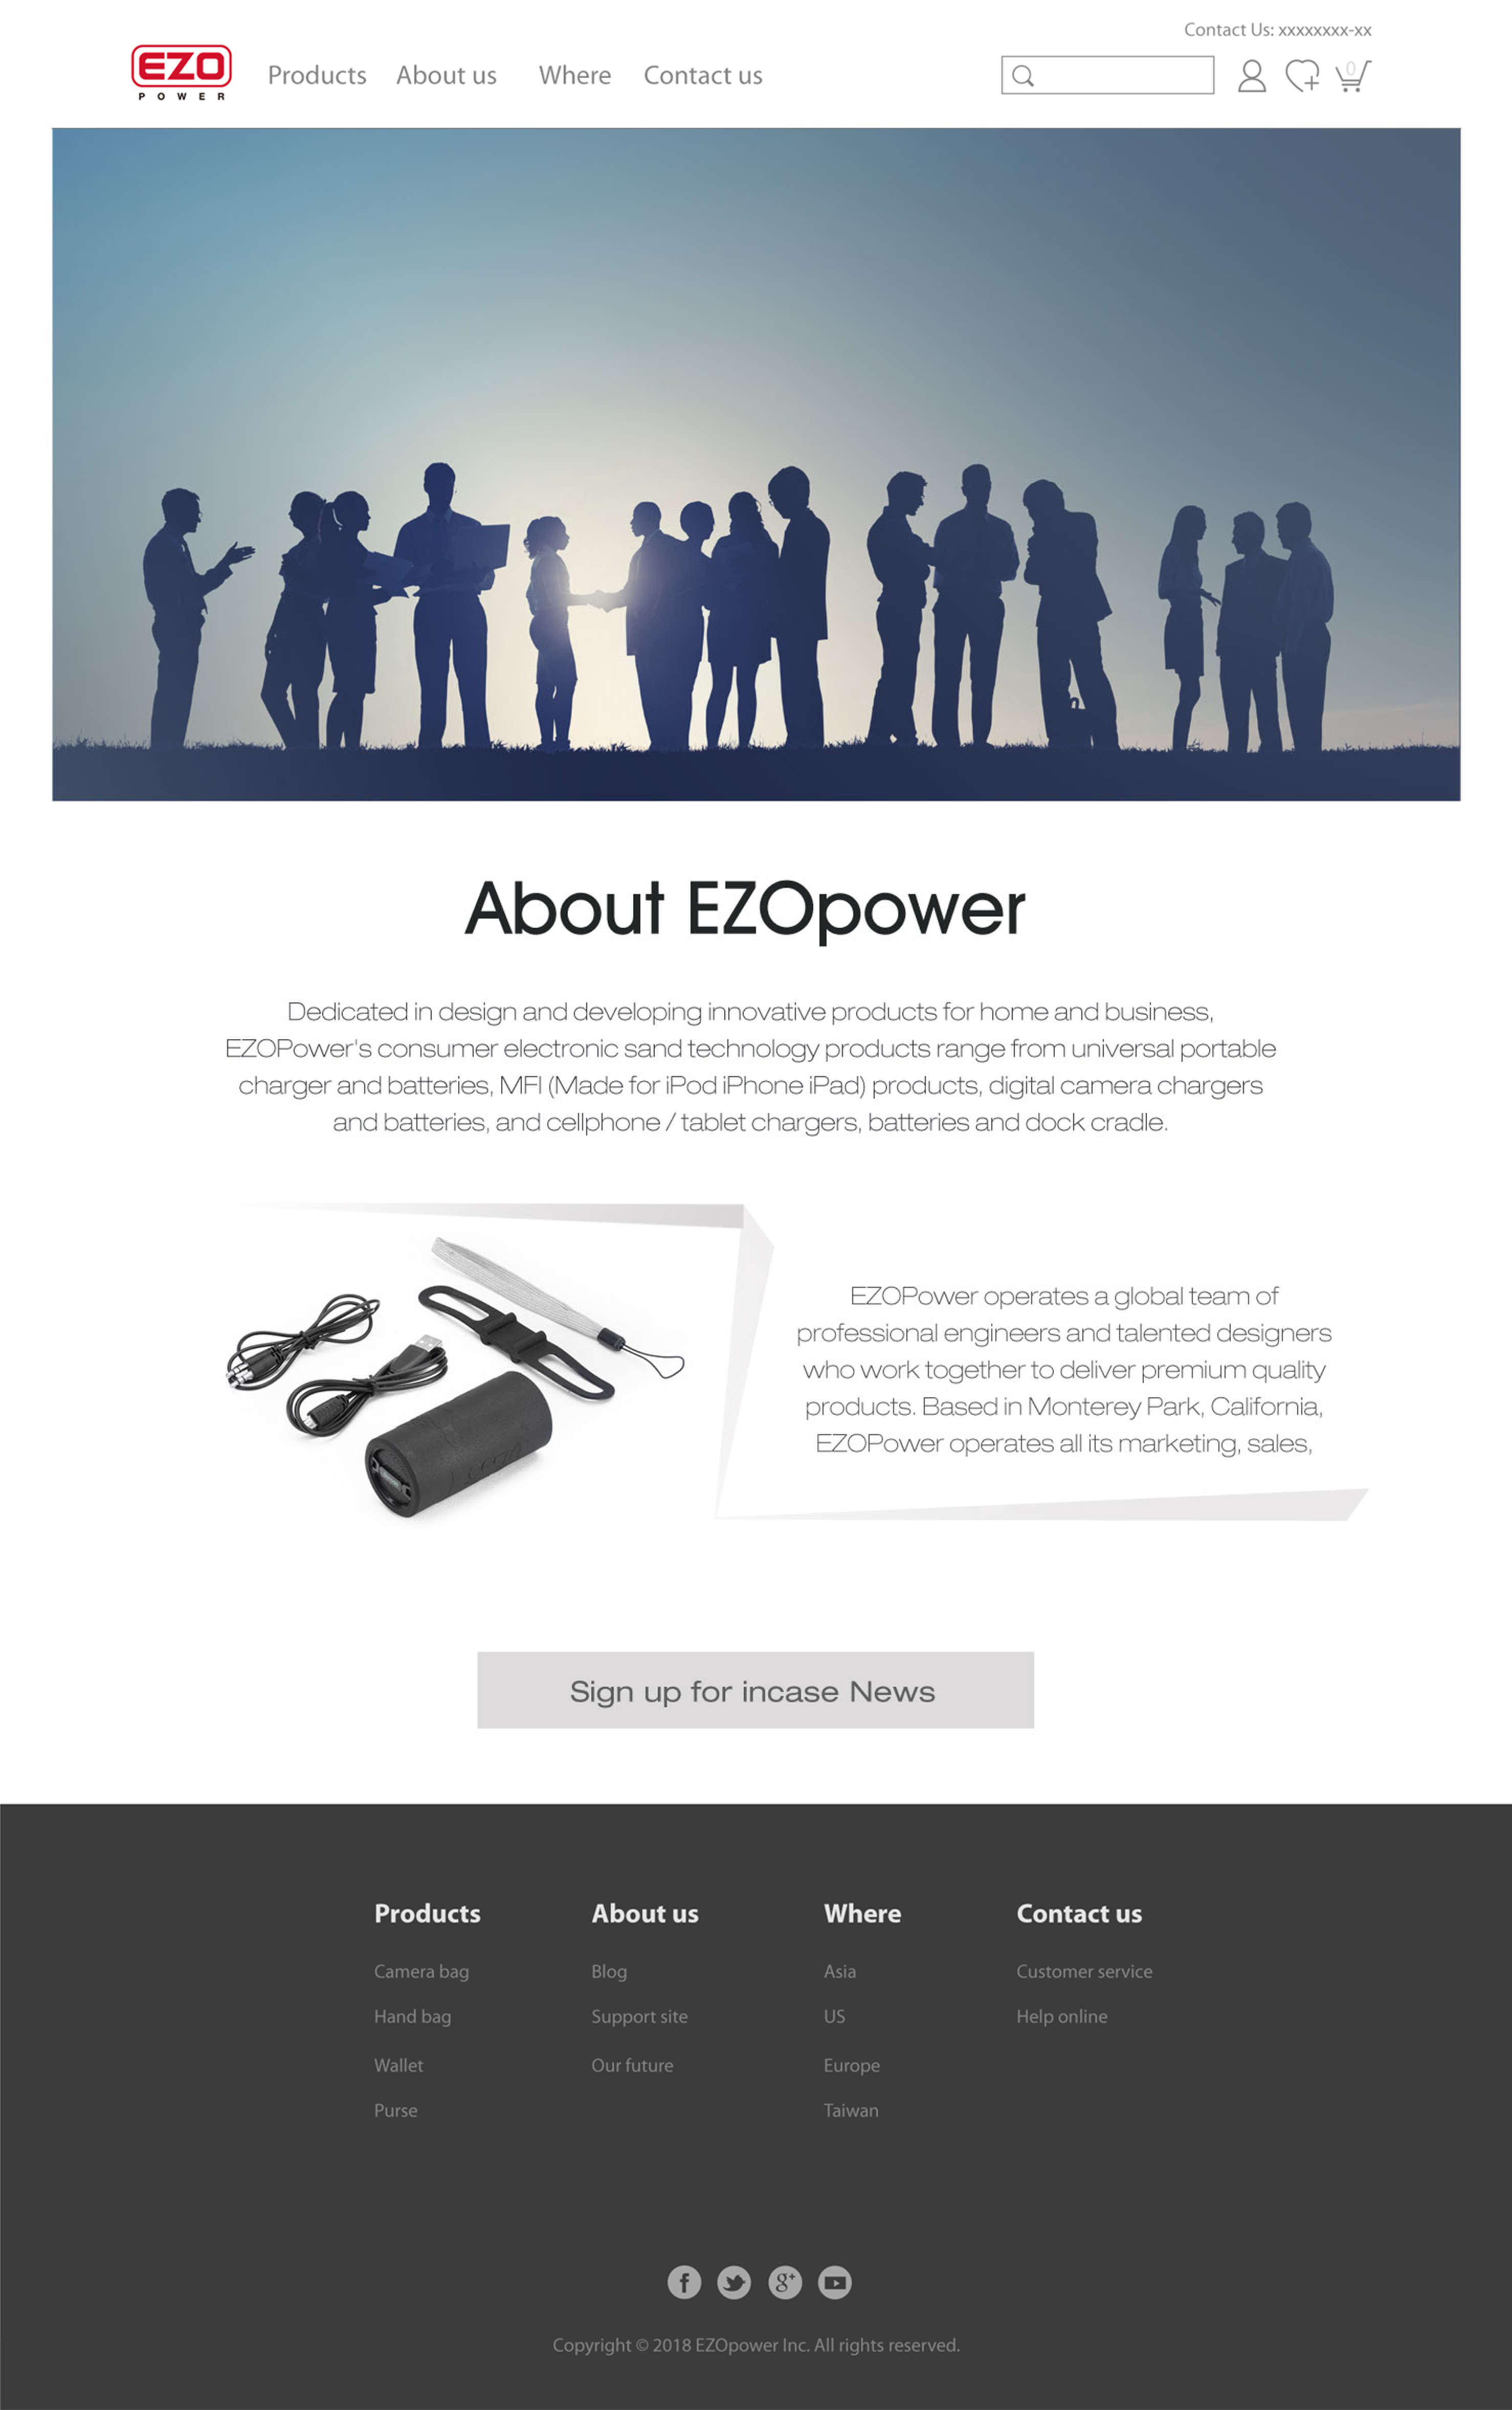 Contact Us: xxxxxxxx-xx
EZO
POWER
Products About us Where Contact us
0
About EZOpower
Dedicated in design and developing innovative products for home and business,
EZOPower's consumer electronic sand technology products range from universal portable
charger and batteries, MFI (Made for iPod iPhone iPad) products, digital camera chargers
and batteries, and cellphone / tablet chargers, batteries and dock cradle.
EZOPower operates a global team of
professional engineers and talented designers
who work together to deliver premium quality
products. Based in Monterey Park, California,
EZOPower operates all its marketing, sales,
Sign up for incase News
Products About us Where Contact us
Camera bag Blog Asia Customer service
Hand bag Support site US Help online
Wallet Our future Europe
Purse Taiwan
f g+
Copyright © 2018 EZOpower Inc. All rights reserved.